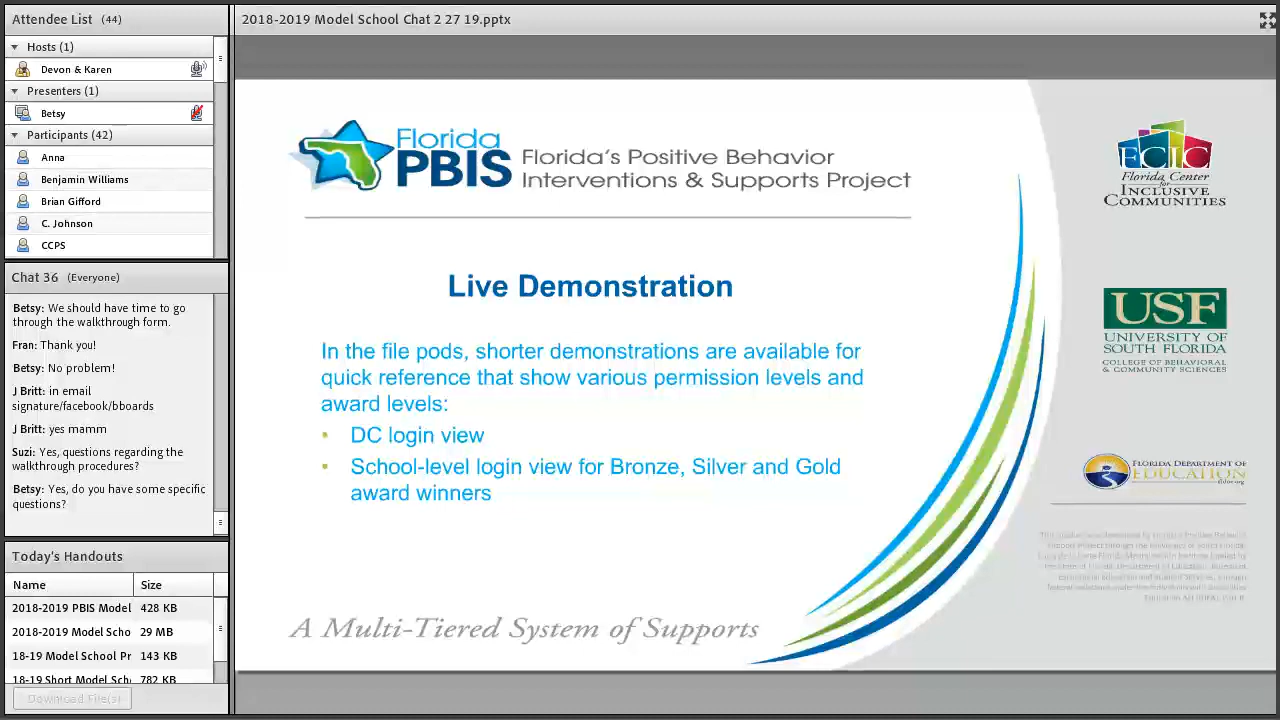 Attendee List (44)
Hosts (1)
Devon & Karen
Presenters (1)
Betsy
Participants (42)
Anna
Benjamin Williams
Brian Gifford
C. Johnson
CCPS
Chat 36 (Everyone)
Betsy: We should have time to go
through the walkthrough form.
Fran: Thank you!
Betsy: No problem!
J Britt: in email
signature/facebook/bboards
J Britt: yes mamm
Suzi: Yes, questions regarding the
walkthrough procedures?
Betsy: Yes, do you have some specific
questions?
Today's Handouts
Name Size
2018-2019 PBIS Model 428 KB
2018-2019 Model Scho 29 MB
18-19 Model School Pr 143 KB
18-19 Short Model Sch 782 KB
Download File(s)
2018-2019 Model School Chat 2 27 19.pptx
Florida
PBIS
Florida's Positive Behavior
Interventions & Supports Project
Live Demonstration
In the file pods, shorter demonstrations are available for
quick reference that show various permission levels and
award levels:
• DC login view
• School-level login view for Bronze, Silver and Gold
award winners
A Multi-Tiered System of Supports
FCIC
Florida Center
for
INCLUSIVE
COMMUNITIES
USF
UNIVERSITY OF
SOUTH FLORIDA
COLLEGE OF BEHAVIORAL
& COMMUNITY SCIENCES
FLORIDA DEPARTMENT OF
EDUCATION
fldoe.org